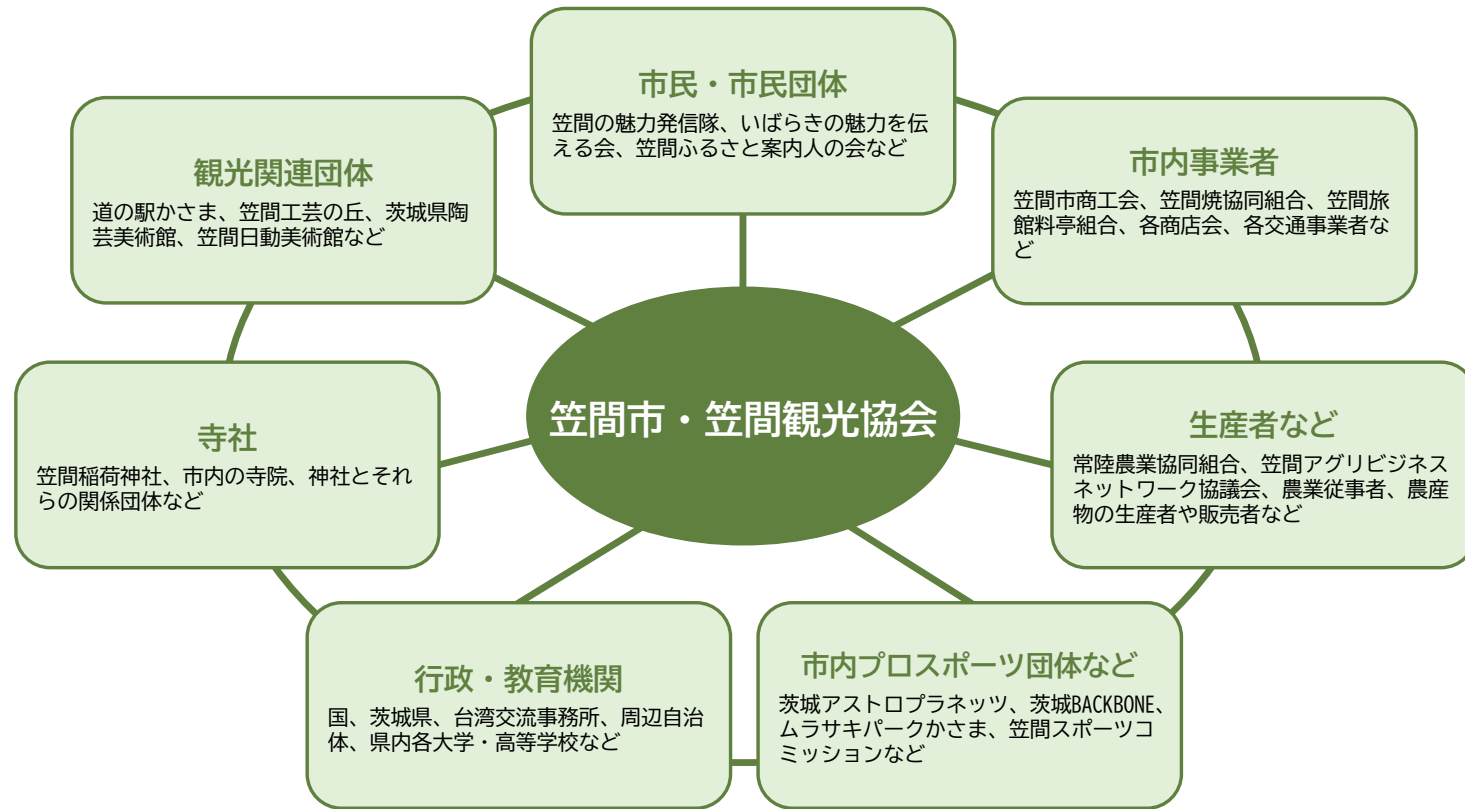 市民・市民団体
笠間の魅力発信隊、いばらきの魅力を伝
える会、笠間ふるさと案内人の会など
観光関連団体
道の駅かさま、笠間工芸の丘、茨城県陶
芸美術館、笠間日動美術館など
市内事業者
笠間市商工会、笠間焼協同組合、笠間旅
館料亭組合、各商店会、各交通事業者な
ど
笠間市・笠間観光協会
寺社
笠間稲荷神社、市内の寺院、神社とそれ
らの関係団体など
生産者など
常陸農業協同組合、笠間アグリビジネス
ネットワーク協議会、農業従事者、農産
物の生産者や販売者など
行政・教育機関
国、茨城県、台湾交流事務所、周辺自治
体、県内各大学・高等学校など
市内プロスポーツ団体など
茨城アストロプラネッツ、茨城BACKBONE、
ムラサキパークかさま、笠間スポーツコ
ミッションなど